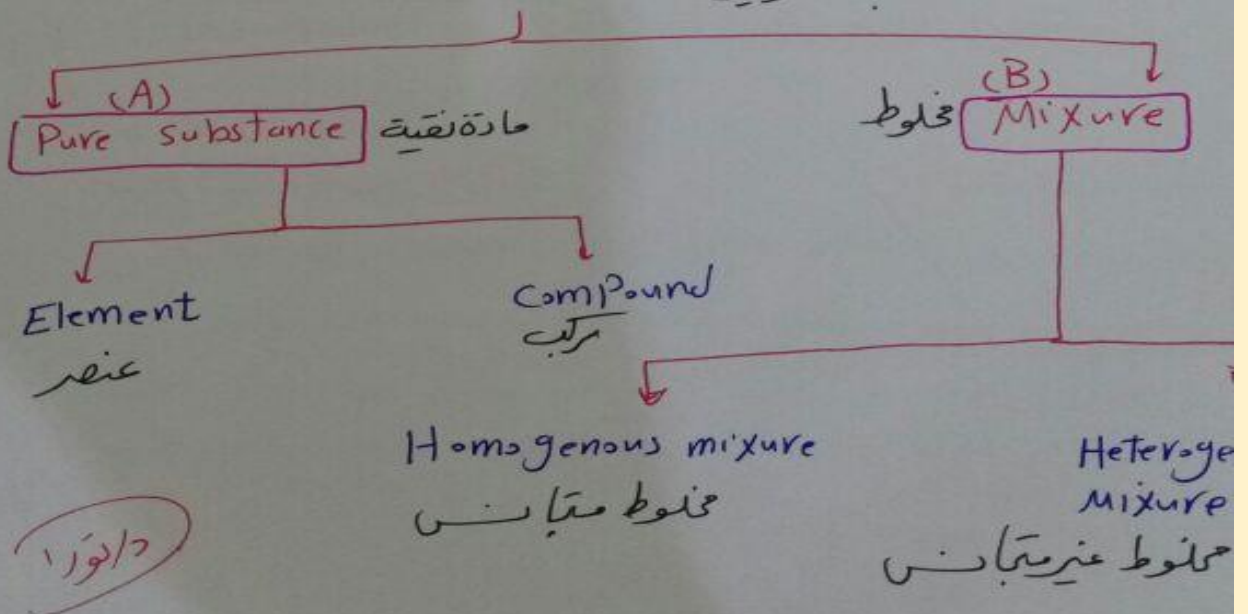 (A)
Pure substance مادة نقية
(B)
مخلوط Mixure
Element
عنصر
Compound
مركب
Homogenous mixure
مخلوط متجانس
Heteroge
Mixure
مخلوط غير متجانس